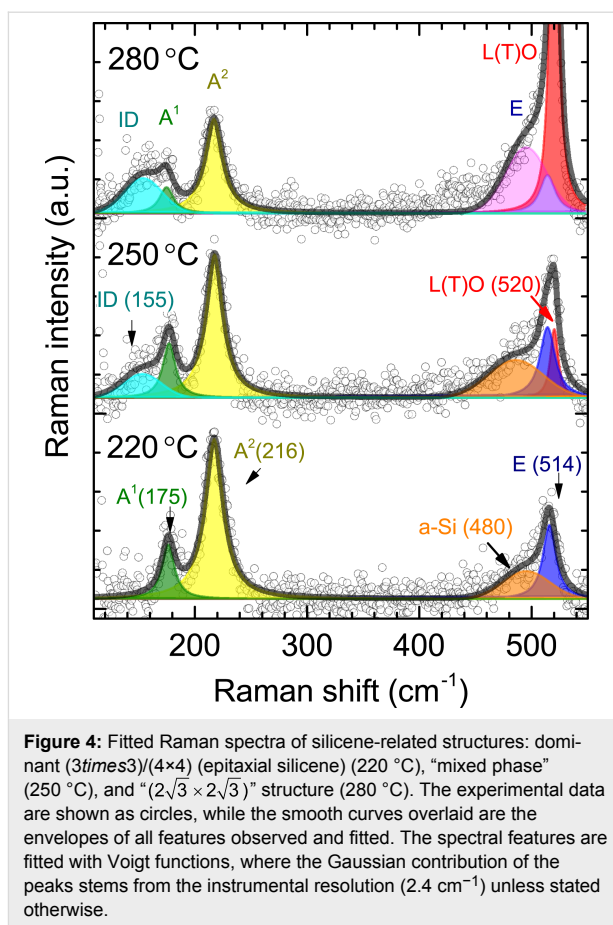 280 °C
L(T)O
A²
E
ID
A¹
250 °C
L(T)O (520)
ID (155)
220 °C
A²(216)
E (514)
A¹(175)
a-Si (480)
Raman intensity (a.u.)
200
300
400
500
Raman shift (cm⁻¹)
Figure 4: Fitted Raman spectra of silicene-related structures: domi-
nant (3times3)/(4×4) (epitaxial silicene) (220 °C), “mixed phase”
(250 °C), and “(2√3 × 2√3)” structure (280 °C). The experimental data
are shown as circles, while the smooth curves overlaid are the
envelopes of all features observed and fitted. The spectral features are
fitted with Voigt functions, where the Gaussian contribution of the
peaks stems from the instrumental resolution (2.4 cm⁻¹) unless stated
otherwise.